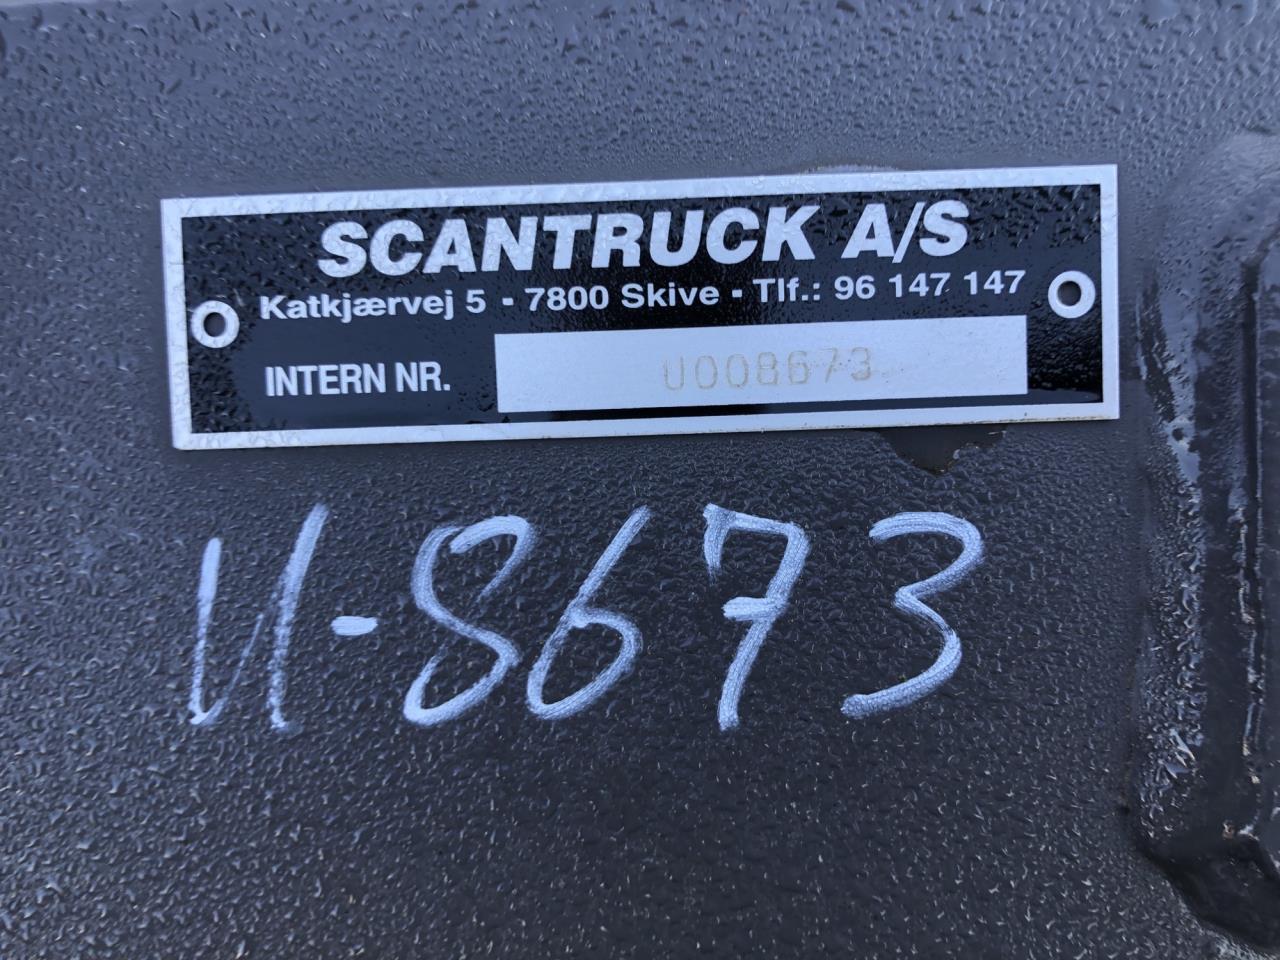 SCANTRUCK A/S
Katkjærvej 5 - 7800 Skive - Tlf.: 96 147 147
INTERN NR. U008673
U-8673